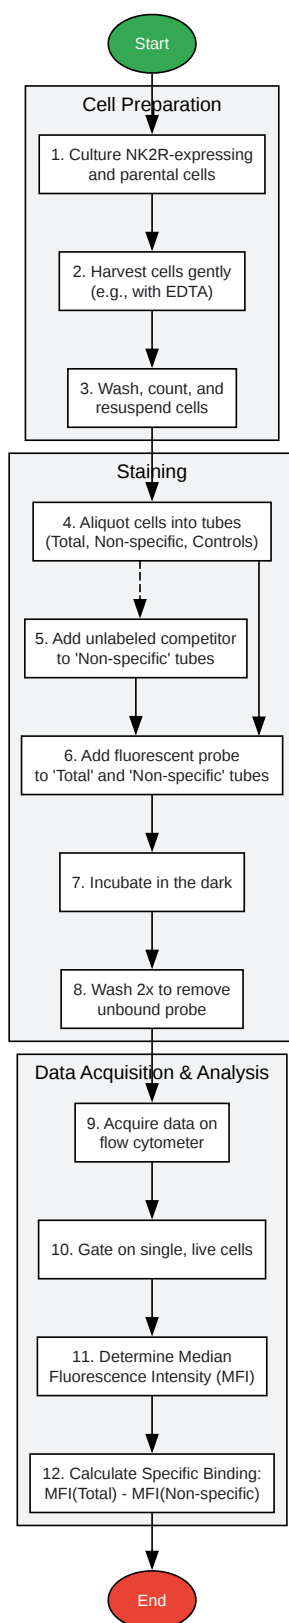 Start
Cell Preparation
1. Culture NK2R-expressing
and parental cells
2. Harvest cells gently
(e.g., with EDTA)
3. Wash, count, and
resuspend cells
Staining
4. Aliquot cells into tubes
(Total, Non-specific, Controls)
5. Add unlabeled competitor
to 'Non-specific' tubes
6. Add fluorescent probe
to 'Total' and 'Non-specific' tubes
7. Incubate in the dark
8. Wash 2x to remove
unbound probe
Data Acquisition & Analysis
9. Acquire data on
flow cytometer
10. Gate on single, live cells
11. Determine Median
Fluorescence Intensity (MFI)
12. Calculate Specific Binding:
MFI(Total) - MFI(Non-specific)
End